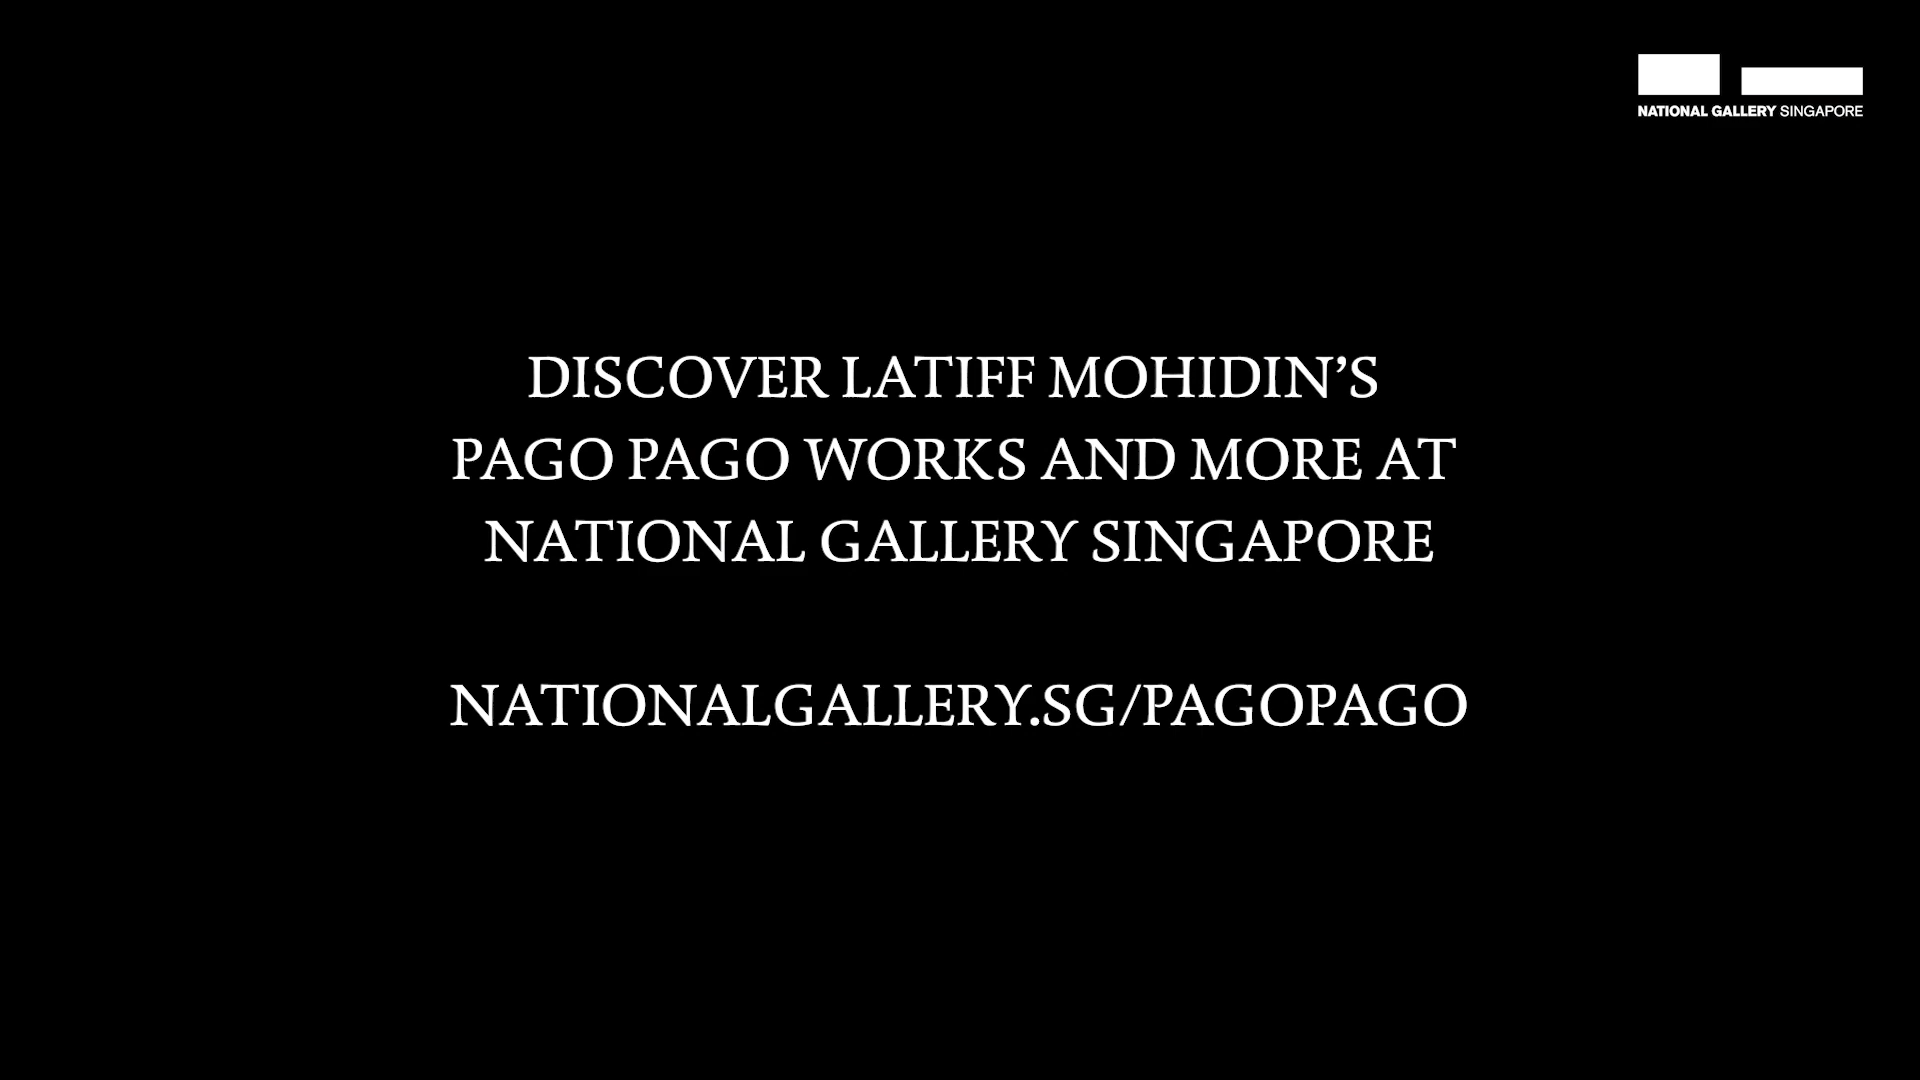 NATIONAL GALLERY SINGAPORE
DISCOVER LATIFF MOHIDIN’S
PAGO PAGO WORKS AND MORE AT
NATIONAL GALLERY SINGAPORE
NATIONALGALLERY.SG/PAGOPAGO